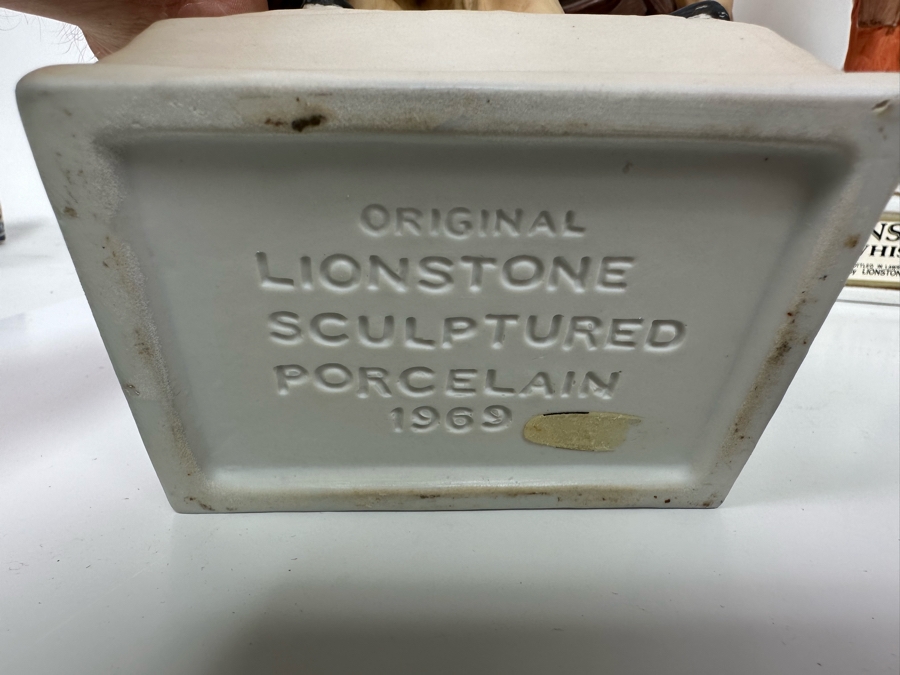 ORIGINAL
LIONSTONE
SCULPTURED
PORCELAIN
1969